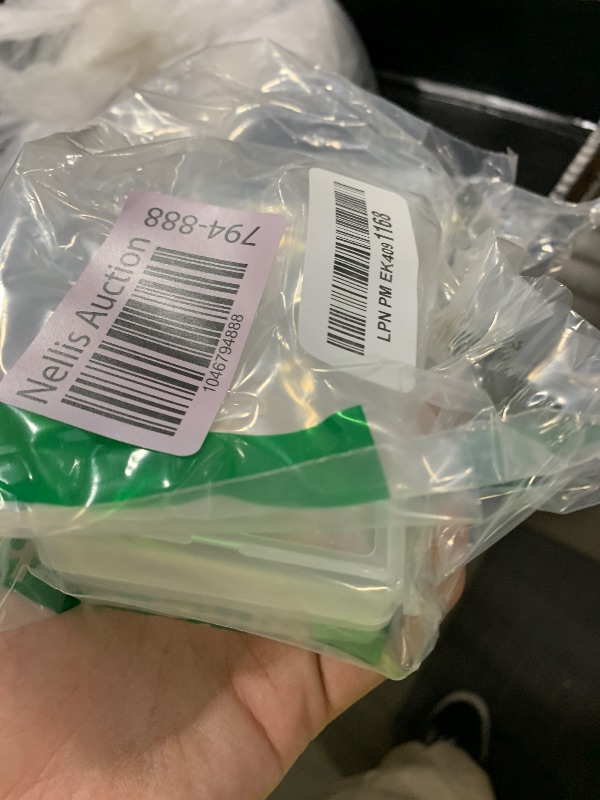 Nellis Auction
1046794888
794-888
LPN PM EK409 1168